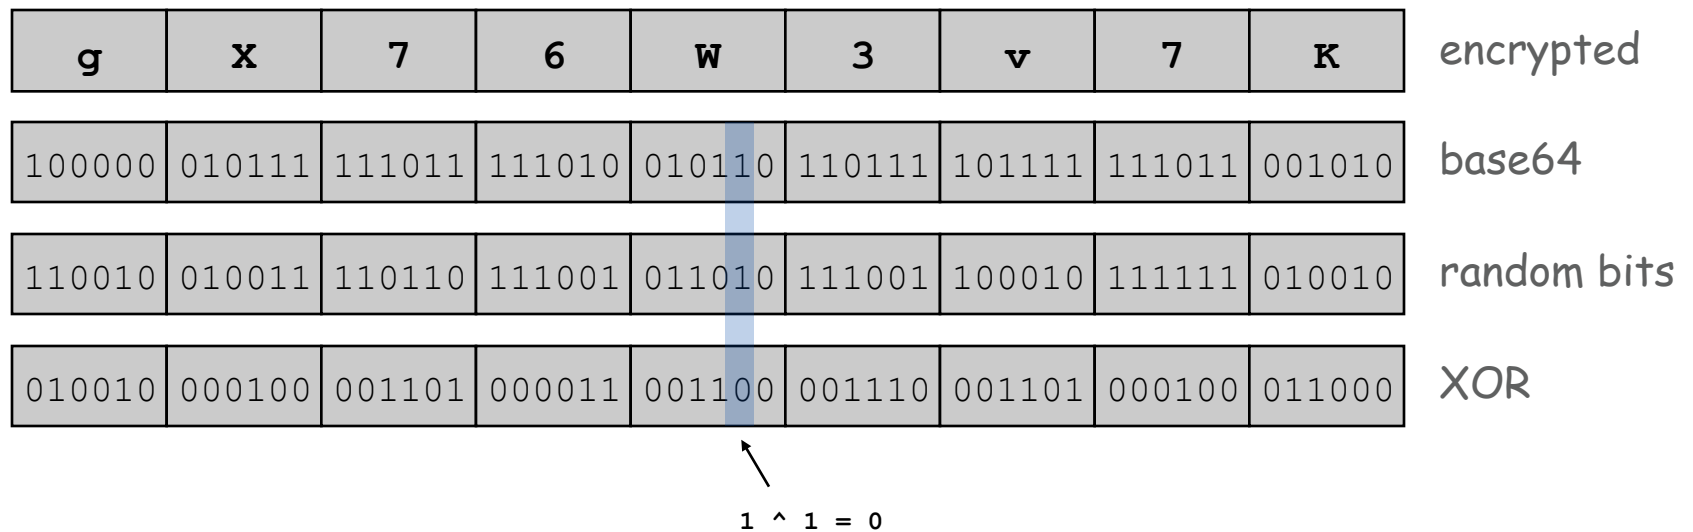 g X 7 6 W 3 v 7 K encrypted
100000 010111 111011 111010 010110 110111 101111 111011 001010 base64
110010 010011 110110 111001 011010 111001 100010 111111 010010 random bits
010010 000100 001101 000011 001100 001110 001101 000100 011000 XOR
1 ^ 1 = 0